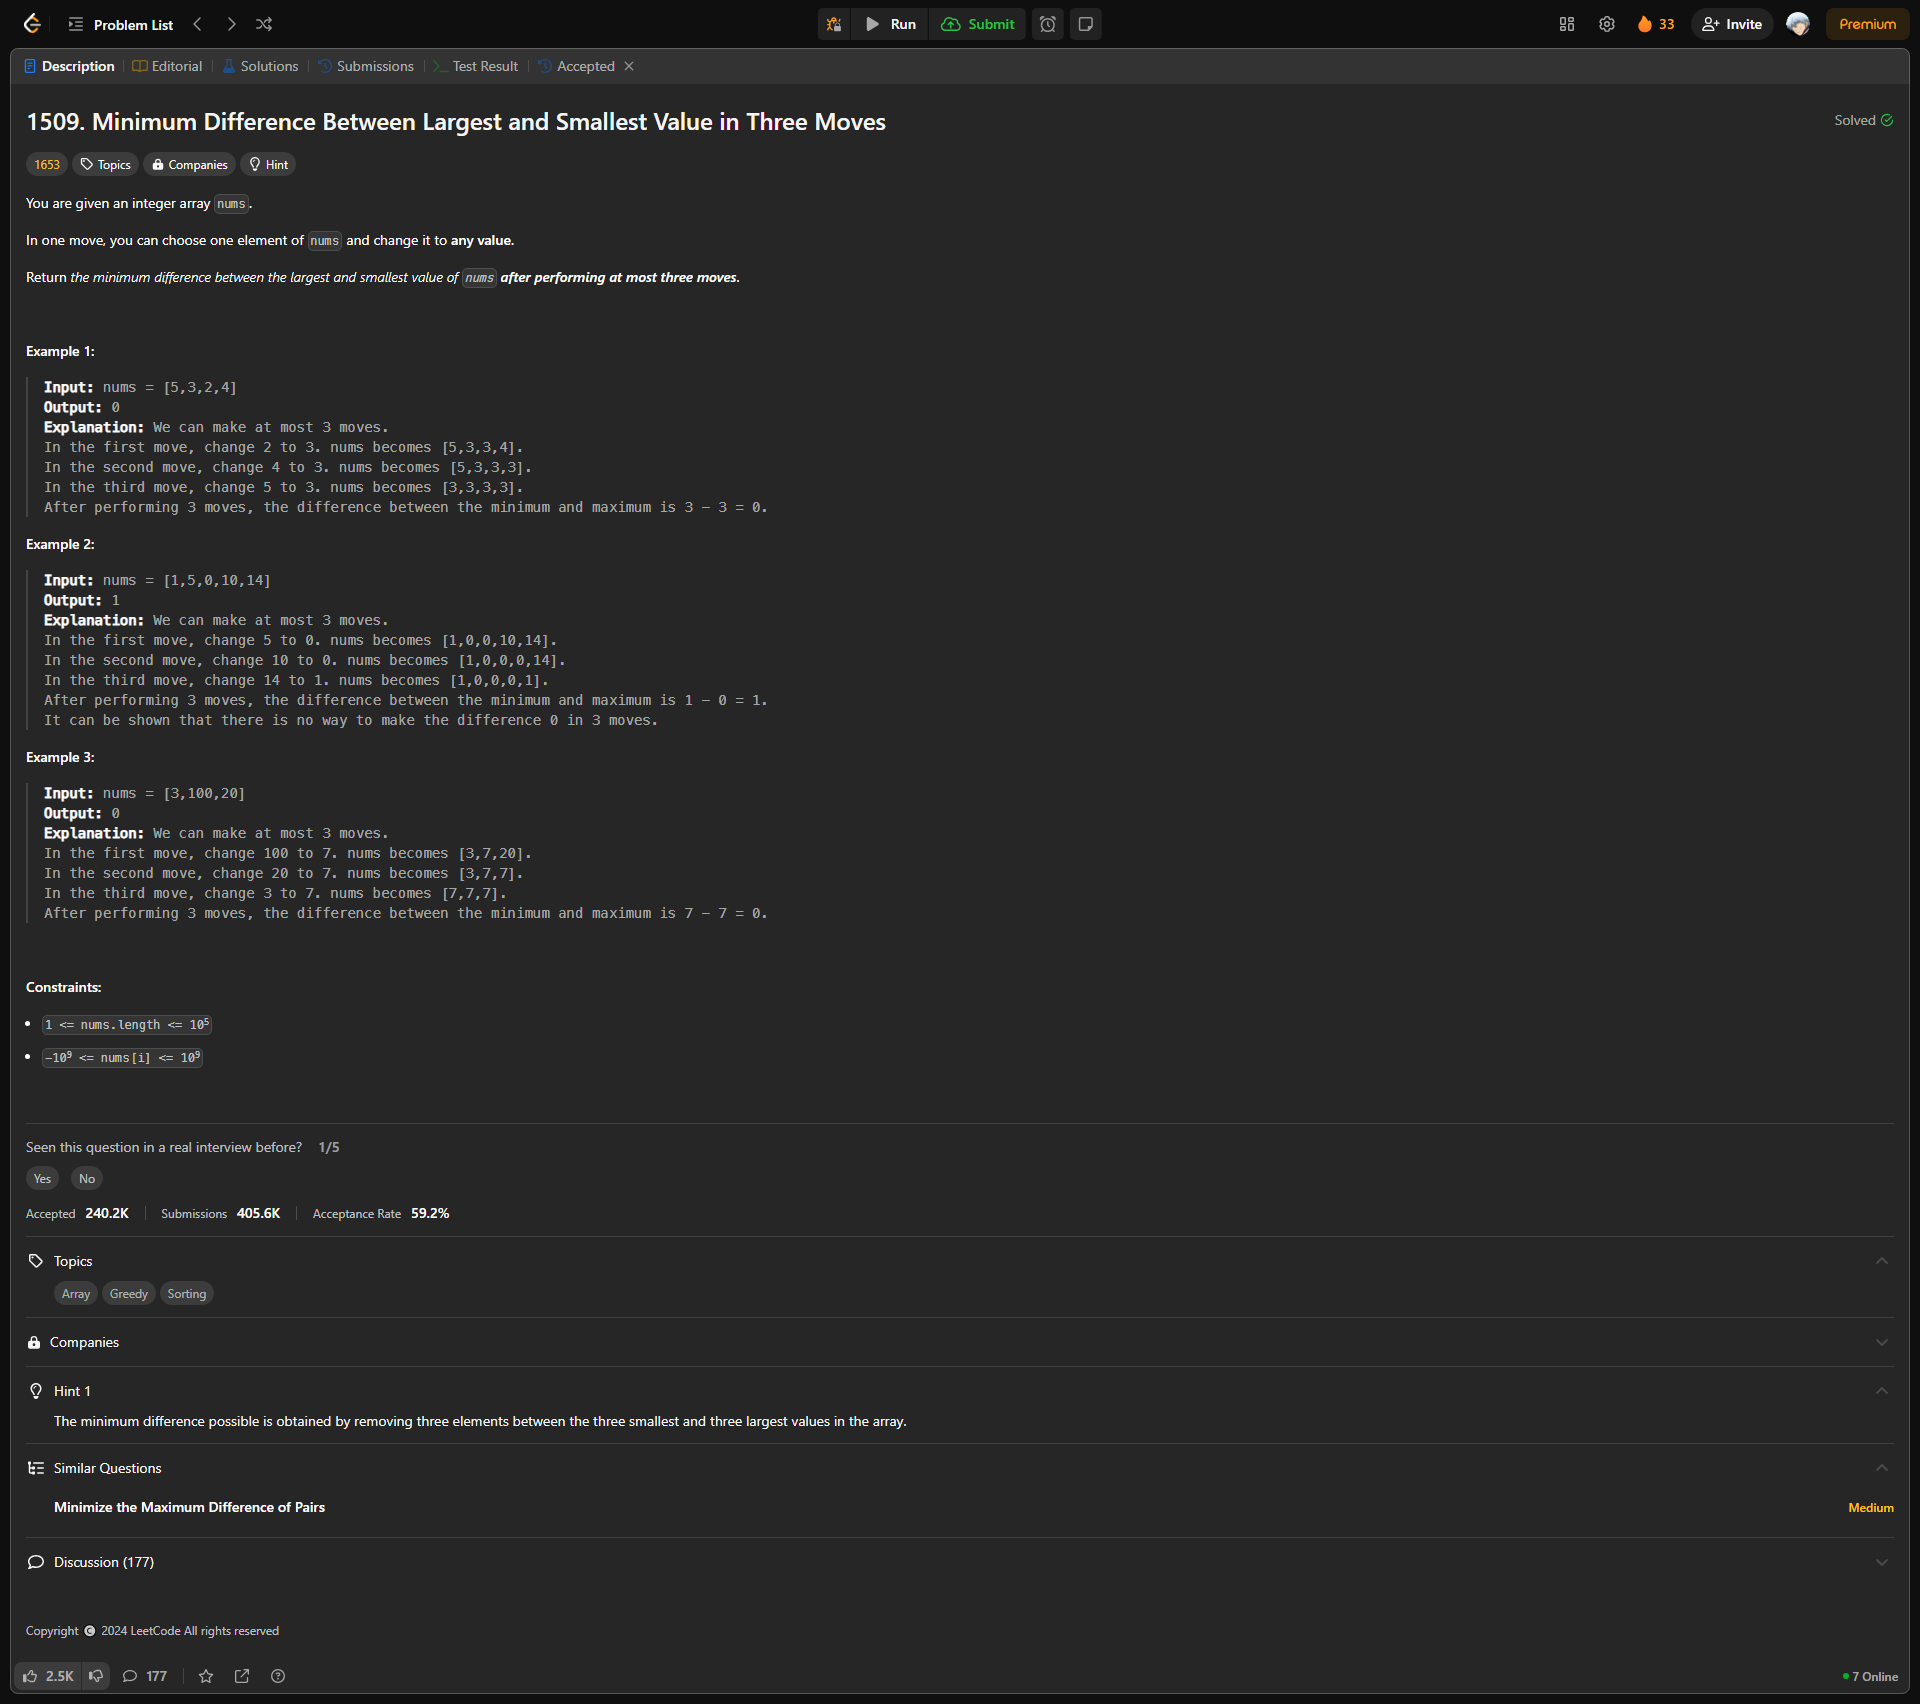 Problem List
Run
Submit
33
Invite
Premium
Description
Editorial
Solutions
Submissions
Test Result
Accepted
1509. Minimum Difference Between Largest and Smallest Value in Three Moves
Solved
1653
Topics
Companies
Hint
You are given an integer array nums.
In one move, you can choose one element of nums and change it to any value.
Return the minimum difference between the largest and smallest value of nums after performing at most three moves.
Example 1:
Input: nums = [5,3,2,4]
Output: 0
Explanation: We can make at most 3 moves.
In the first move, change 2 to 3. nums becomes [5,3,3,4].
In the second move, change 4 to 3. nums becomes [5,3,3,3].
In the third move, change 5 to 3. nums becomes [3,3,3,3].
After performing 3 moves, the difference between the minimum and maximum is 3 - 3 = 0.
Example 2:
Input: nums = [1,5,0,10,14]
Output: 1
Explanation: We can make at most 3 moves.
In the first move, change 5 to 0. nums becomes [1,0,0,10,14].
In the second move, change 10 to 0. nums becomes [1,0,0,0,14].
In the third move, change 14 to 1. nums becomes [1,0,0,0,1].
After performing 3 moves, the difference between the minimum and maximum is 1 - 0 = 1.
It can be shown that there is no way to make the difference 0 in 3 moves.
Example 3:
Input: nums = [3,100,20]
Output: 0
Explanation: We can make at most 3 moves.
In the first move, change 100 to 7. nums becomes [3,7,20].
In the second move, change 20 to 7. nums becomes [3,7,7].
In the third move, change 3 to 7. nums becomes [7,7,7].
After performing 3 moves, the difference between the minimum and maximum is 7 - 7 = 0.
Constraints:
1 <= nums.length <= 10⁵
-10⁹ <= nums[i] <= 10⁹
Seen this question in a real interview before? 1/5
Yes
No
Accepted 240.2K
Submissions 405.6K
Acceptance Rate 59.2%
Topics
Array
Greedy
Sorting
Companies
Hint 1
The minimum difference possible is obtained by removing three elements between the three smallest and three largest values in the array.
Similar Questions
Minimize the Maximum Difference of Pairs
Medium
Discussion (177)
Copyright © 2024 LeetCode All rights reserved
2.5K
177
7 Online